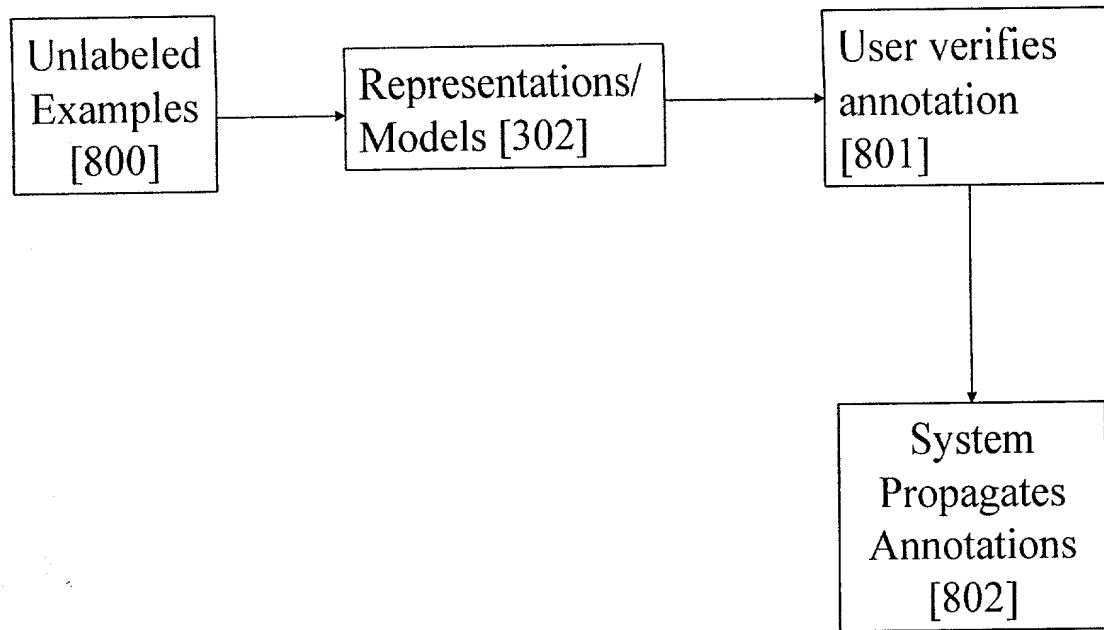 Unlabeled
Examples
[800]
Representations/
Models [302]
User verifies
annotation
[801]
System
Propagates
Annotations
[802]